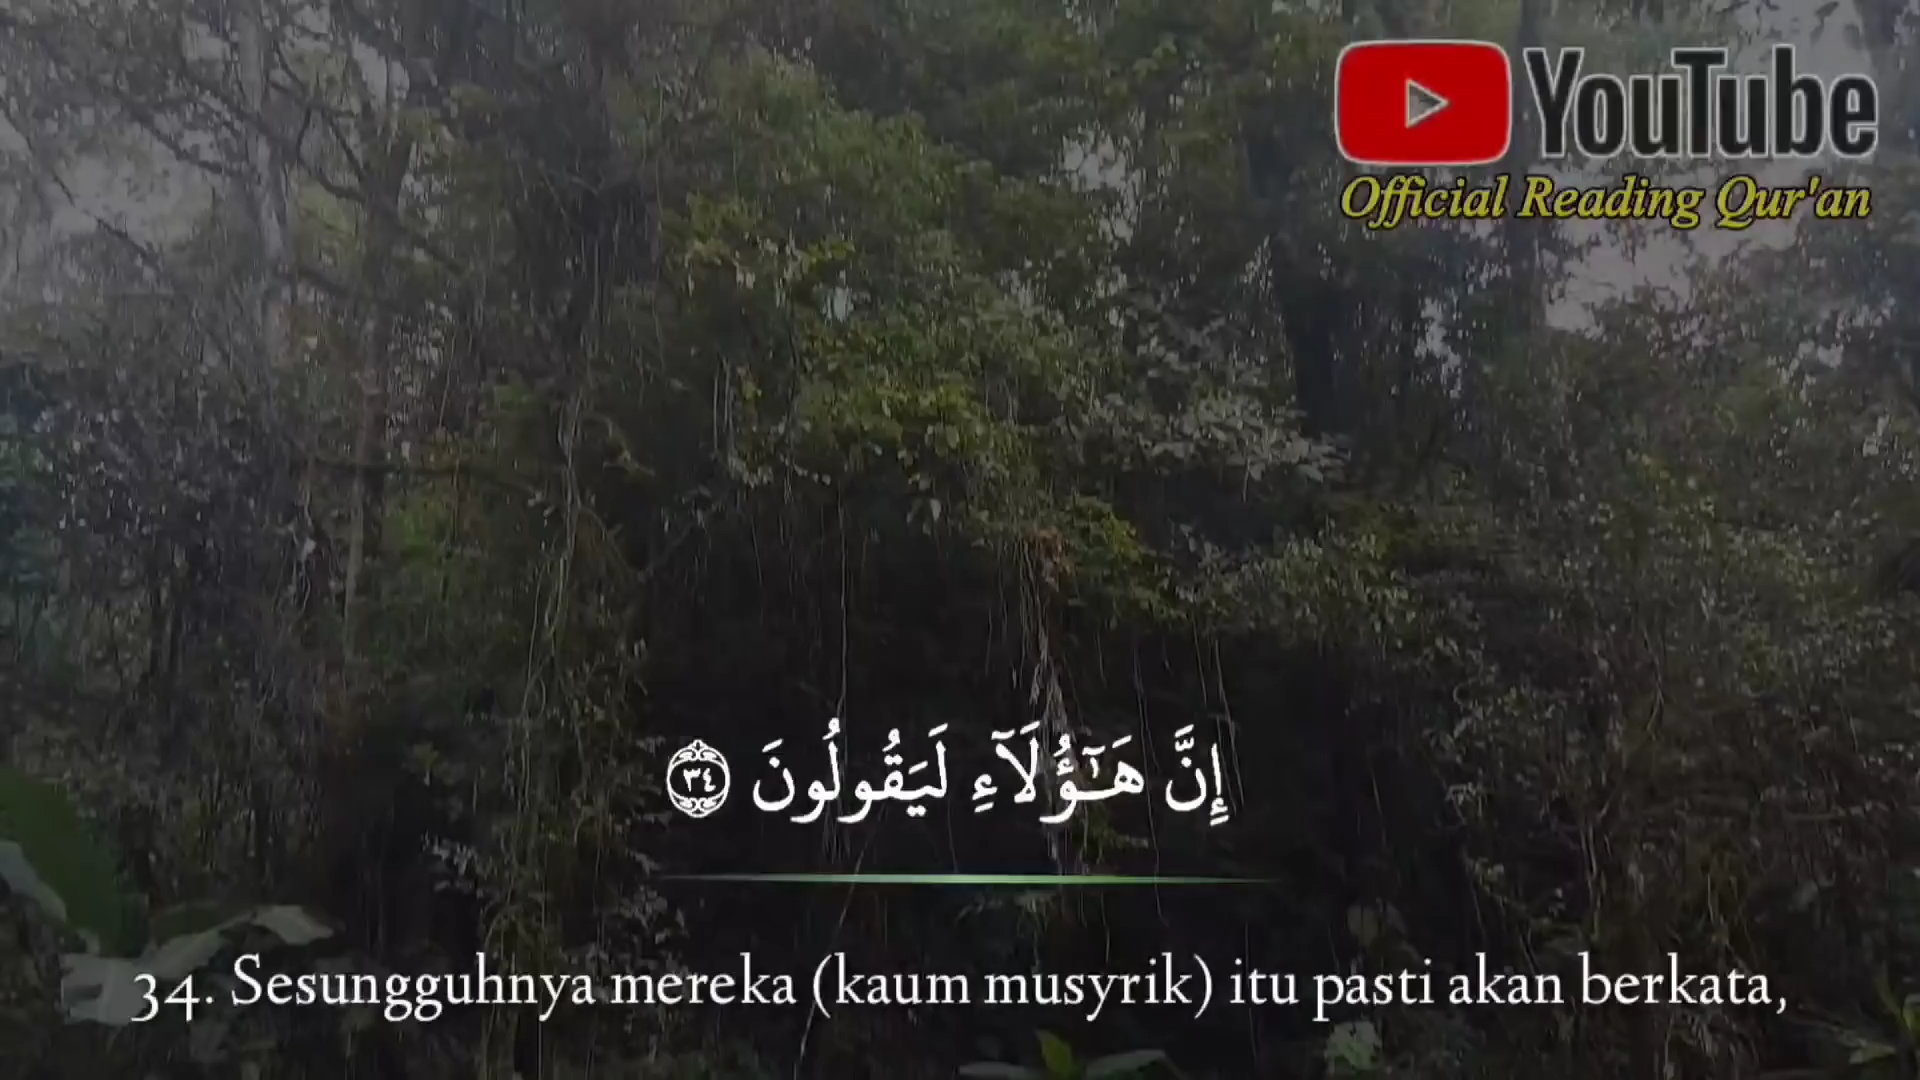 YouTube
Official Reading Qur'an
إِنَّ هَـٰٓؤُلَآءِ لَيَقُولُونَ ٣٤
34. Sesungguhnya mereka (kaum musyrik) itu pasti akan berkata,